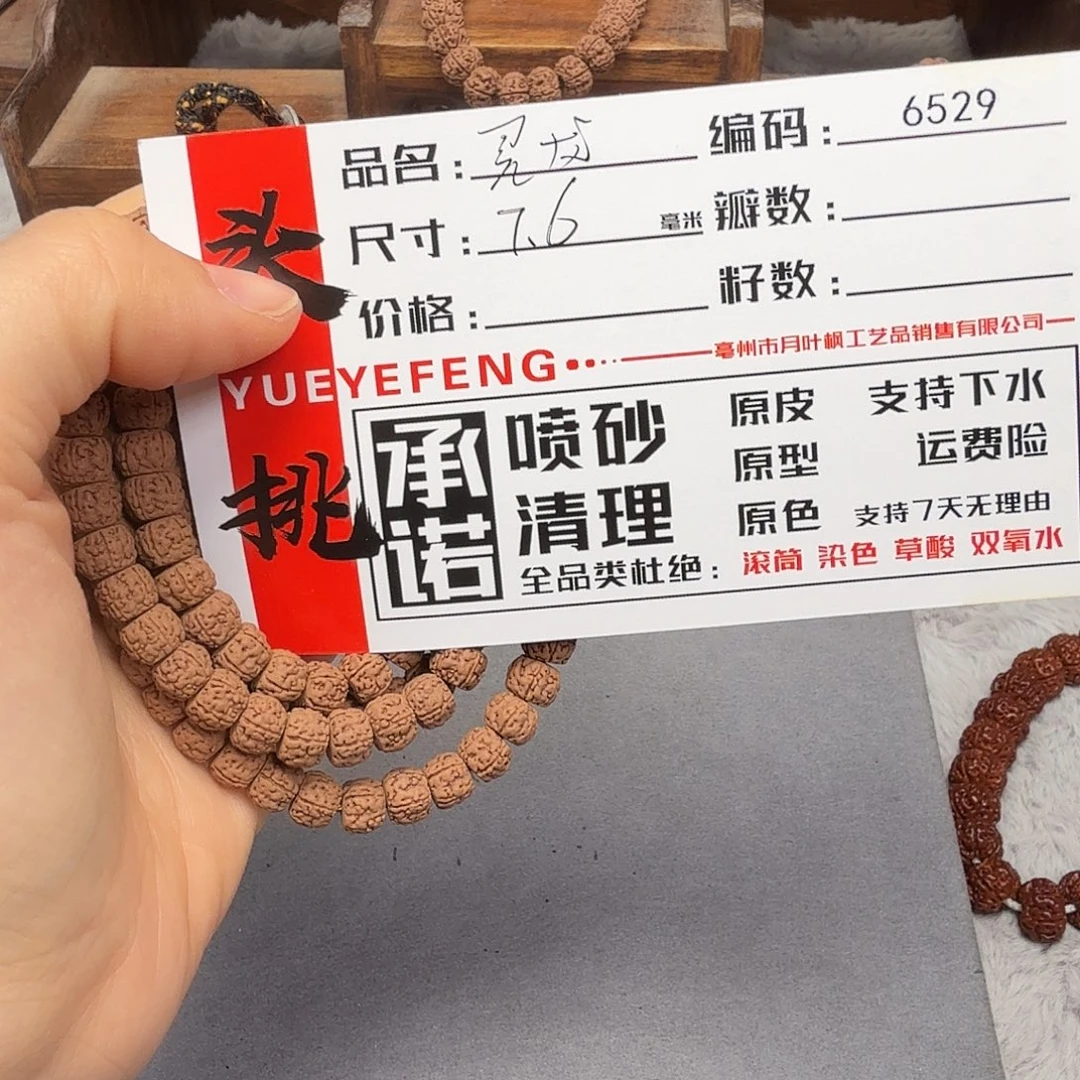 头挑
品名: 编码: 6529
尺寸: 7.6 毫米 瓣数:
价格: 籽数:
YUEYEFENG 亳州市月叶枫工艺品销售有限公司
承诺
喷砂 原皮 支持下水
清理 原型 运费险
原色 支持7天无理由
全品类杜绝: 滚筒 染色 草酸 双氧水